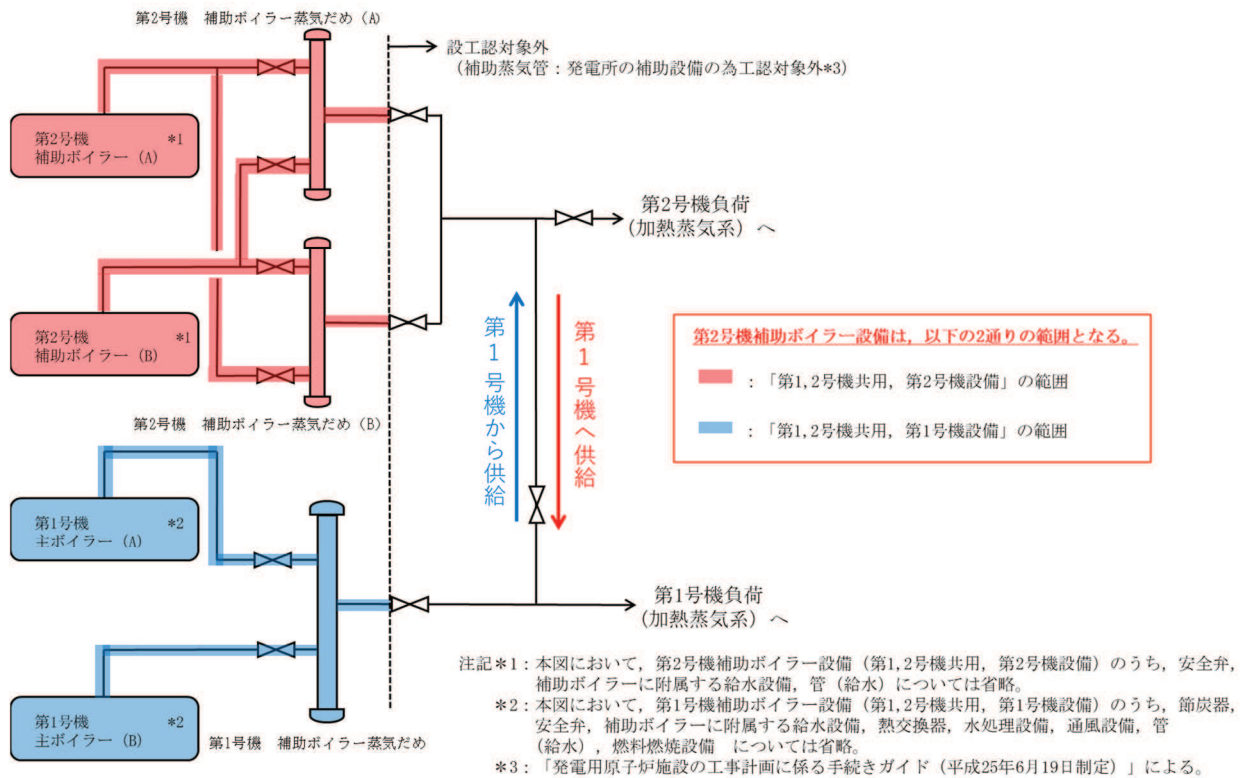 第2号機　補助ボイラー蒸気だめ（A）
設工認対象外
（補助蒸気管：発電所の補助設備の為工認対象外*3）
第2号機　*1
補助ボイラー（A）
第2号機負荷
（加熱蒸気系）へ
第2号機　*1
補助ボイラー（B）
第1号機から供給
第1号機へ供給
第2号機補助ボイラー設備は，以下の2通りの範囲となる。
：「第1,2号機共用，第2号機設備」の範囲
：「第1,2号機共用，第1号機設備」の範囲
第2号機　補助ボイラー蒸気だめ（B）
第1号機　*2
主ボイラー（A）
第1号機負荷
（加熱蒸気系）へ
第1号機　*2
主ボイラー（B）
第1号機　補助ボイラー蒸気だめ
注記*1：本図において，第2号機補助ボイラー設備（第1,2号機共用，第2号機設備）のうち，安全弁，
補助ボイラーに附属する給水設備，管（給水）については省略。
*2：本図において，第1号機補助ボイラー設備（第1,2号機共用，第1号機設備）のうち，節炭器，
安全弁，補助ボイラーに附属する給水設備，熱交換器，水処理設備，通風設備，管
（給水），燃料燃焼設備　については省略。
*3：「発電用原子炉施設の工事計画に係る手続きガイド（平成25年6月19日制定）」による。